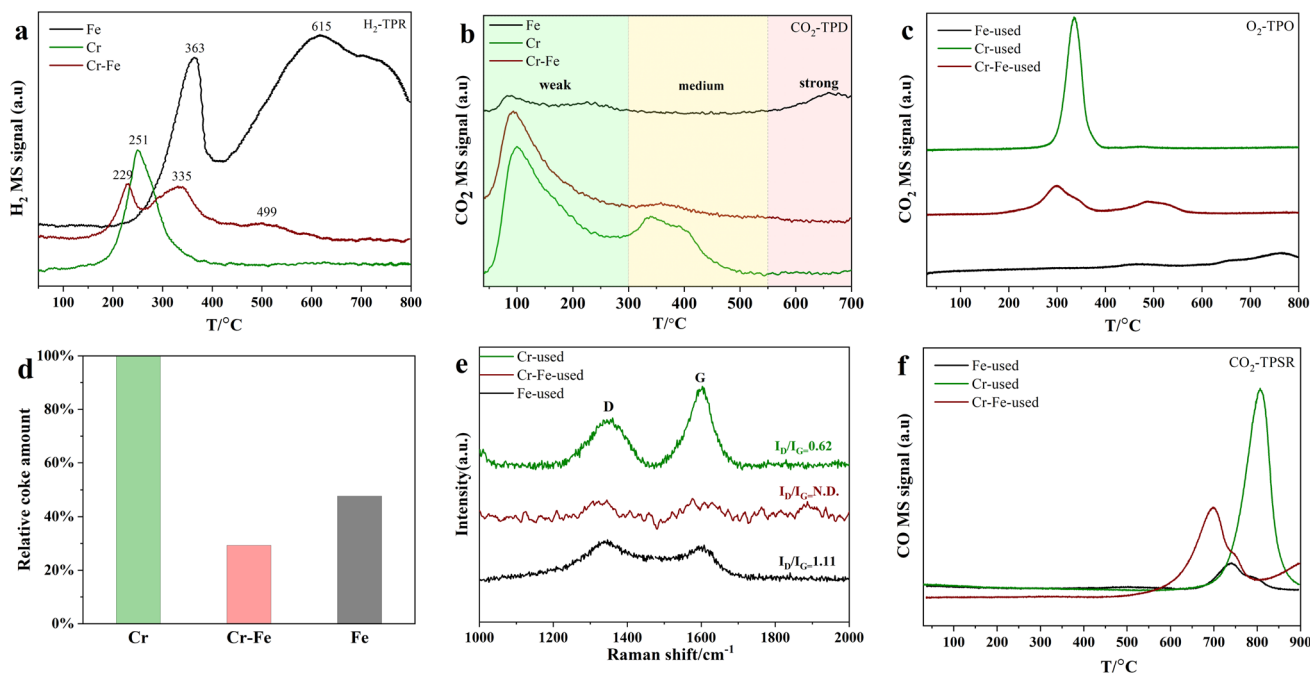 a
H₂-TPR
Fe
Cr
Cr-Fe
363
615
251
229
335
499
H₂ MS signal (a.u)
100 200 300 400 500 600 700 800
T/°C
b
CO₂-TPD
Fe
Cr
Cr-Fe
weak
medium
strong
CO₂ MS signal (a.u)
100 200 300 400 500 600 700
T/°C
c
O₂-TPO
Fe-used
Cr-used
Cr-Fe-used
CO₂ MS signal (a.u)
100 200 300 400 500 600 700 800
T/°C
d
100%
80%
60%
40%
20%
0%
Relative coke amount
Cr Cr-Fe Fe
e
Cr-used
Cr-Fe-used
Fe-used
D
G
I_D/I_G=0.62
I_D/I_G=N.D.
I_D/I_G=1.11
Intensity(a.u.)
1000 1200 1400 1600 1800 2000
Raman shift/cm⁻¹
f
CO₂-TPSR
Fe-used
Cr-used
Cr-Fe-used
CO MS signal (a.u)
100 200 300 400 500 600 700 800 900
T/°C